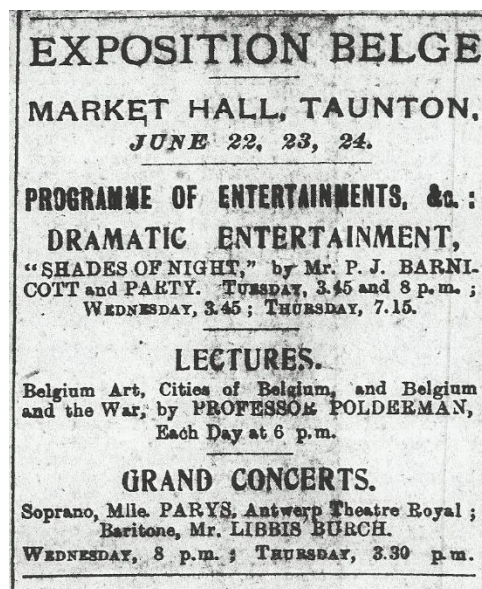 EXPOSITION BELGE
MARKET HALL, TAUNTON,
JUNE 22, 23, 24.
PROGRAMME OF ENTERTAINMENTS, &c. :
DRAMATIC ENTERTAINMENT,
"SHADES OF NIGHT," by Mr. P. J. BARNI-
COTT and PARTY. TUESDAY, 3.45 and 8 p.m. ;
WEDNESDAY, 3.45 ; THURSDAY, 7.15.
LECTURES.
Belgium Art, Cities of Belgium, and Belgium
and the War, by PROFESSOR POLDERMAN,
Each Day at 6 p.m.
GRAND CONCERTS.
Soprano, Mlle. PARYS, Antwerp Theatre Royal ;
Baritone, Mr. LIBBIS BURCH.
WEDNESDAY, 8 p.m. ; THURSDAY, 3.30 p.m.